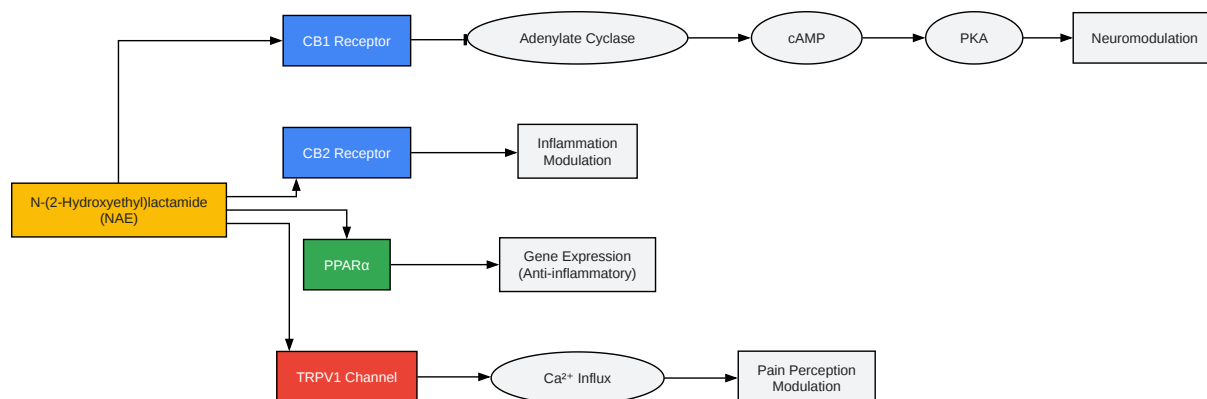 CB1 Receptor
Adenylate Cyclase
cAMP
PKA
Neuromodulation
CB2 Receptor
Inflammation
Modulation
N-(2-Hydroxyethyl)lactamide
(NAE)
PPARα
Gene Expression
(Anti-inflammatory)
TRPV1 Channel
Ca²⁺ Influx
Pain Perception
Modulation